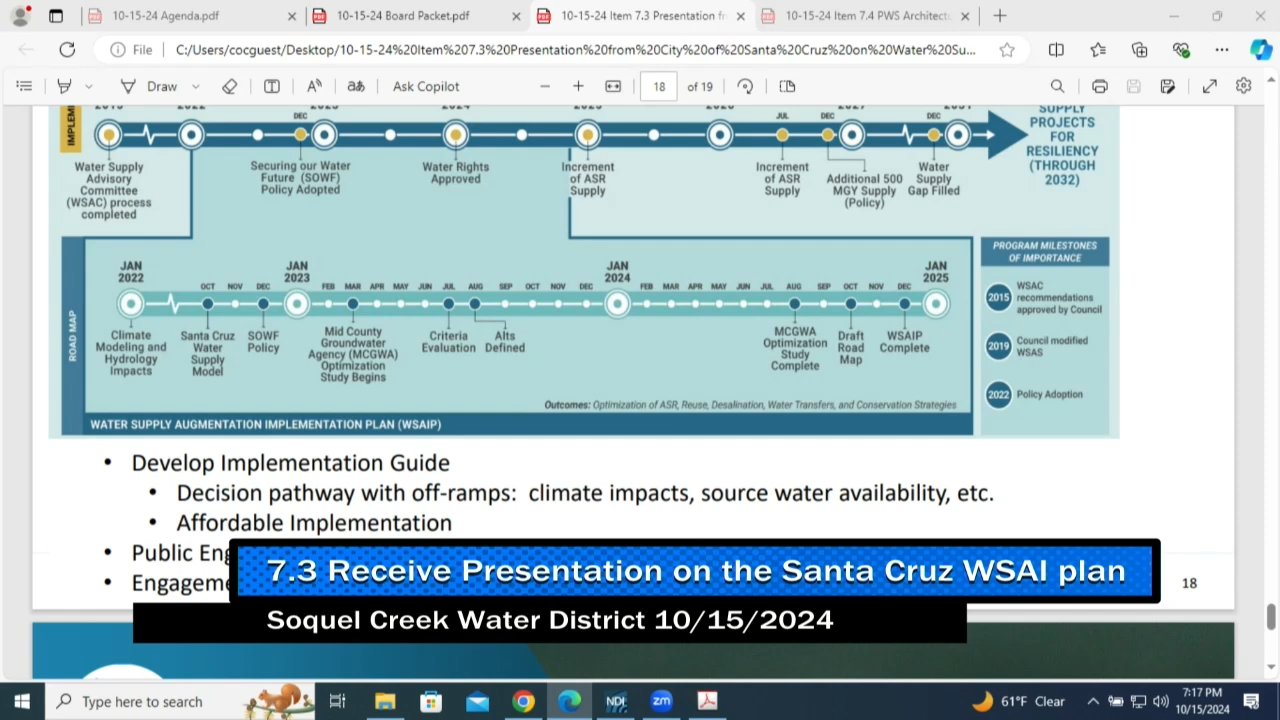 10-15-24 Agenda.pdf
10-15-24 Board Packet.pdf
10-15-24 Item 7.3 Presentation fr
10-15-24 Item 7.4 PWS Architectu
File
C:/Users/cocguest/Desktop/10-15-24%20Item%207.3%20Presentation%20from%20City%20of%20Santa%20Cruz%20on%20Water%20Su...
Draw
Ask Copilot
18 of 19
DEC
JUL
DEC
DEC
Water Supply
Advisory
Committee
(WSAC) process
completed
Securing our Water
Future (SOWF)
Policy Adopted
Water Rights
Approved
Increment
of ASR
Supply
Increment
of ASR
Supply
Additional 500
MGY Supply
(Policy)
Water
Supply
Gap Filled
SUPPLY
PROJECTS
FOR
RESILIENCY
(THROUGH
2032)
ROAD MAP
JAN
2022
OCT
NOV
DEC
JAN
2023
FEB MAR APR MAY JUN JUL AUG SEP OCT NOV DEC
JAN
2024
FEB MAR APR MAY JUN JUL AUG SEP OCT NOV DEC
JAN
2025
Climate
Modeling and
Hydrology
Impacts
Santa Cruz
Water
Supply
Model
SOWF
Policy
Mid County
Groundwater
Agency (MCGWA)
Optimization
Study Begins
Criteria
Evaluation
Alts
Defined
MCGWA
Optimization
Study
Complete
Draft
Road
Map
WSAIP
Complete
Outcomes: Optimization of ASR, Reuse, Desalination, Water Transfers, and Conservation Strategies
WATER SUPPLY AUGMENTATION IMPLEMENTATION PLAN (WSAIP)
PROGRAM MILESTONES
OF IMPORTANCE
2015
WSAC
recommendations
approved by Council
2019
Council modified
WSAS
2022
Policy Adoption
• Develop Implementation Guide
• Decision pathway with off-ramps: climate impacts, source water availability, etc.
• Affordable Implementation
• Public Eng
• Engageme
18
7.3 Receive Presentation on the Santa Cruz WSAI plan
Soquel Creek Water District 10/15/2024
Type here to search
61°F Clear
7:17 PM
10/15/2024